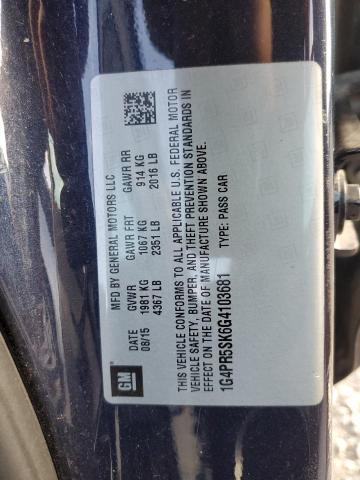 GM
MFD BY GENERAL MOTORS LLC
DATE GVWR GAWR FRT GAWR RR
08/15 1981 KG 1067 KG 914 KG
4367 LB 2351 LB 2016 LB
THIS VEHICLE CONFORMS TO ALL APPLICABLE U.S. FEDERAL MOTOR
VEHICLE SAFETY, BUMPER, AND THEFT PREVENTION STANDARDS IN
EFFECT ON THE DATE OF MANUFACTURE SHOWN ABOVE.
1G4PR5SK6G4103681 TYPE: PASS CAR